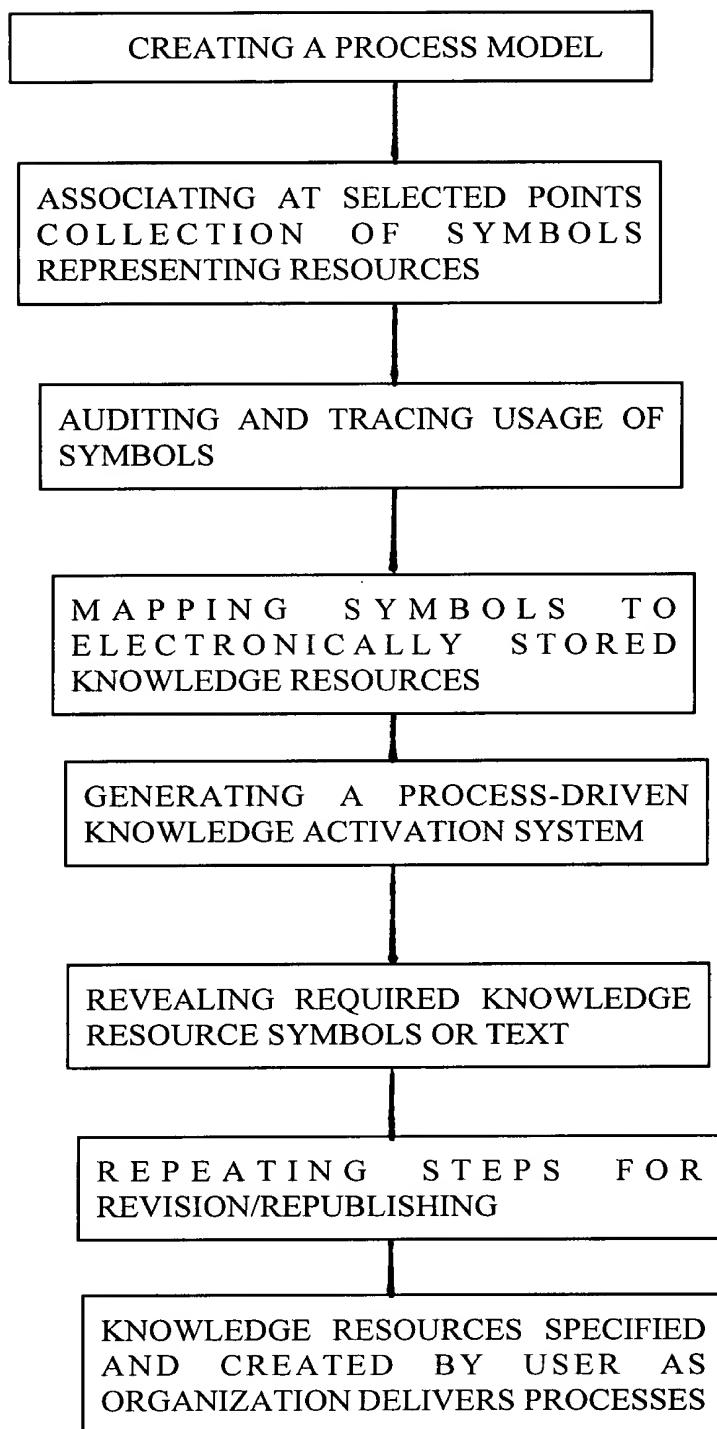 CREATING A PROCESS MODEL
ASSOCIATING AT SELECTED POINTS
COLLECTION OF SYMBOLS
REPRESENTING RESOURCES
AUDITING AND TRACING USAGE OF
SYMBOLS
MAPPING SYMBOLS TO
ELECTRONICALLY STORED
KNOWLEDGE RESOURCES
GENERATING A PROCESS-DRIVEN
KNOWLEDGE ACTIVATION SYSTEM
REVEALING REQUIRED KNOWLEDGE
RESOURCE SYMBOLS OR TEXT
REPEATING STEPS FOR
REVISION/REPUBLISHING
KNOWLEDGE RESOURCES SPECIFIED
AND CREATED BY USER AS
ORGANIZATION DELIVERS PROCESSES